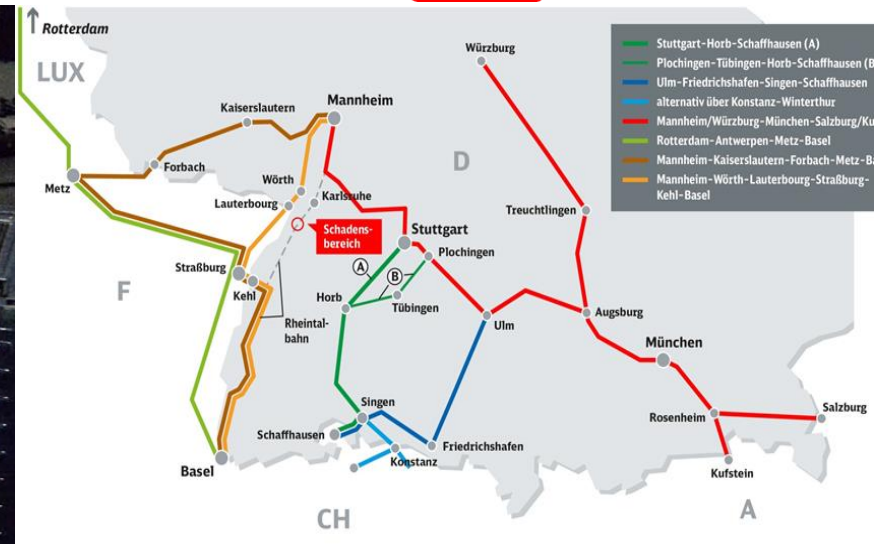 Rotterdam
LUX
Würzburg
Stuttgart-Horb-Schaffhausen (A)
Plochingen-Tübingen-Horb-Schaffhausen (B
Ulm-Friedrichshafen-Singen-Schaffhausen
alternativ über Konstanz-Winterthur
Mannheim/Würzburg-München-Salzburg/Ku
Rotterdam-Antwerpen-Metz-Basel
Mannheim-Kaiserslautern-Forbach-Metz-Ba
Mannheim-Wörth-Lauterbourg-Straßburg-
Kehl-Basel
Kaiserslautern
Mannheim
D
Forbach
Metz
Wörth
Lauterbourg
Karlsruhe
Treuchtlingen
Schadens-
bereich
Stuttgart
Plochingen
A
B
Straßburg
Kehl
F
Horb
Tübingen
Rheintal-
bahn
Ulm
Augsburg
München
Singen
Schaffhausen
Friedrichshafen
Konstanz
Rosenheim
Salzburg
Basel
Kufstein
CH
A